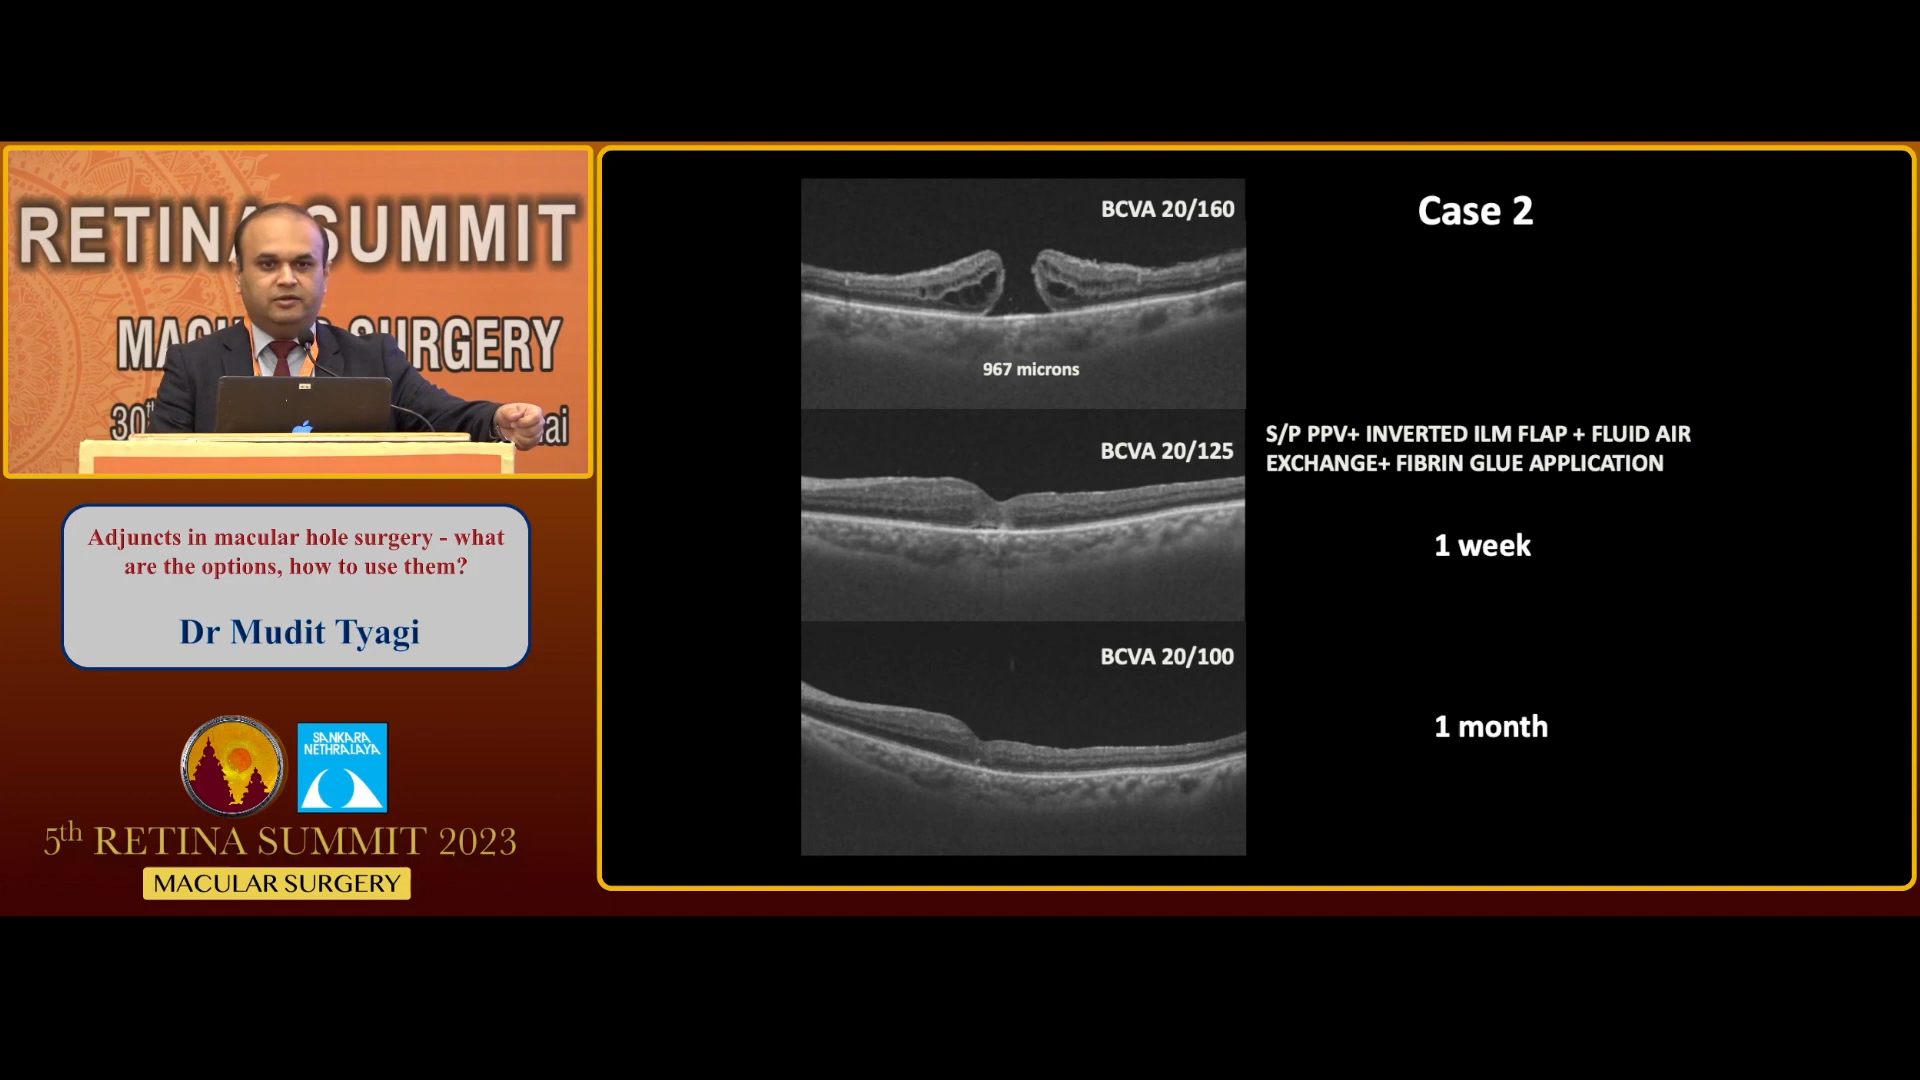 RETINA SUMMIT
MACULAR SURGERY
30th
ai
Adjuncts in macular hole surgery - what
are the options, how to use them?
Dr Mudit Tyagi
SANKARA
NETHRALAYA
5th RETINA SUMMIT 2023
MACULAR SURGERY
Case 2
BCVA 20/160
967 microns
BCVA 20/125
S/P PPV+ INVERTED ILM FLAP + FLUID AIR
EXCHANGE+ FIBRIN GLUE APPLICATION
1 week
BCVA 20/100
1 month